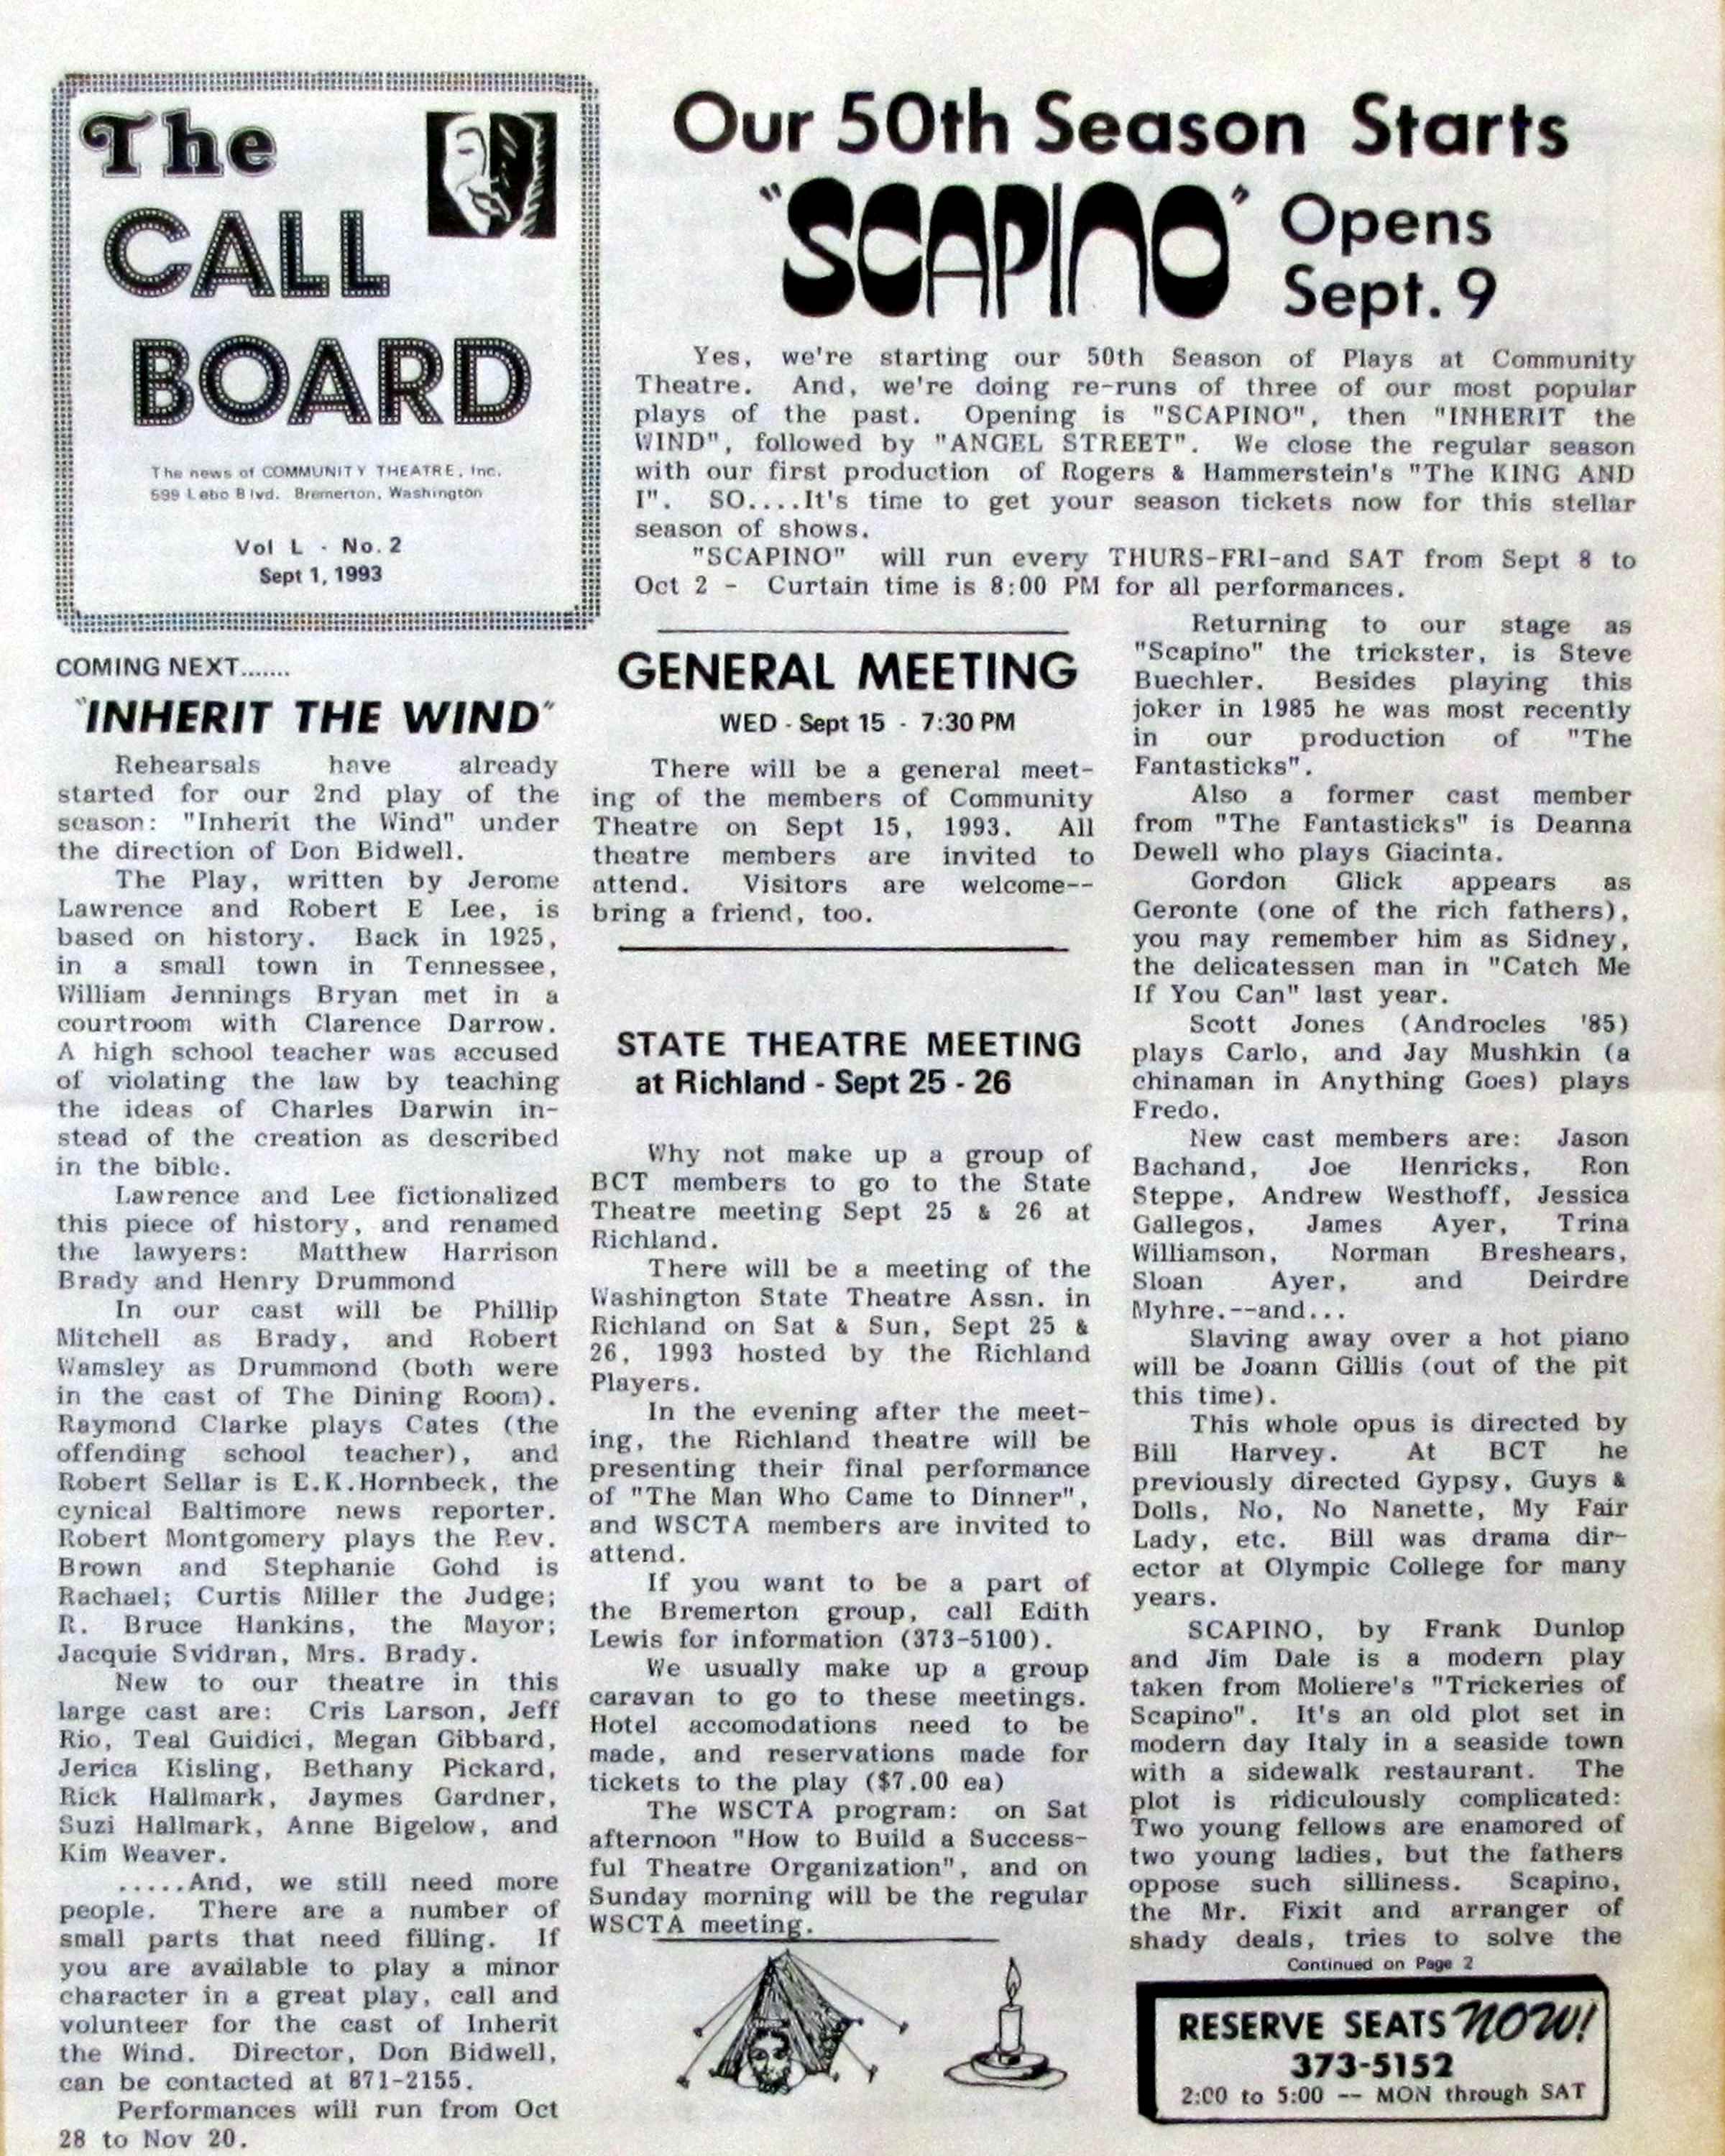 The
CALL
BOARD
The news of COMMUNITY THEATRE, Inc.
599 Lebo Blvd. Bremerton, Washington
Vol L - No. 2
Sept 1, 1993
Our 50th Season Starts
"SCAPINO" Opens
Sept. 9
Yes, we're starting our 50th Season of Plays at Community
Theatre. And, we're doing re-runs of three of our most popular
plays of the past. Opening is "SCAPINO", then "INHERIT the
WIND", followed by "ANGEL STREET". We close the regular season
with our first production of Rogers & Hammerstein's "The KING AND
I". SO....It's time to get your season tickets now for this stellar
season of shows.
"SCAPINO" will run every THURS-FRI-and SAT from Sept 8 to
Oct 2 - Curtain time is 8:00 PM for all performances.
COMING NEXT.......
"INHERIT THE WIND"
Rehearsals have already
started for our 2nd play of the
season: "Inherit the Wind" under
the direction of Don Bidwell.
The Play, written by Jerome
Lawrence and Robert E Lee, is
based on history. Back in 1925,
in a small town in Tennessee,
William Jennings Bryan met in a
courtroom with Clarence Darrow.
A high school teacher was accused
of violating the law by teaching
the ideas of Charles Darwin in-
stead of the creation as described
in the bible.
Lawrence and Lee fictionalized
this piece of history, and renamed
the lawyers: Matthew Harrison
Brady and Henry Drummond
In our cast will be Phillip
Mitchell as Brady, and Robert
Wamsley as Drummond (both were
in the cast of The Dining Room).
Raymond Clarke plays Cates (the
offending school teacher), and
Robert Sellar is E.K.Hornbeck, the
cynical Baltimore news reporter.
Robert Montgomery plays the Rev.
Brown and Stephanie Gohd is
Rachael; Curtis Miller the Judge;
R. Bruce Hankins, the Mayor;
Jacquie Svidran, Mrs. Brady.
New to our theatre in this
large cast are: Cris Larson, Jeff
Rio, Teal Guidici, Megan Gibbard,
Jerica Kisling, Bethany Pickard,
Rick Hallmark, Jaymes Gardner,
Suzi Hallmark, Anne Bigelow, and
Kim Weaver.
.....And, we still need more
people. There are a number of
small parts that need filling. If
you are available to play a minor
character in a great play, call and
volunteer for the cast of Inherit
the Wind. Director, Don Bidwell,
can be contacted at 871-2155.
Performances will run from Oct
28 to Nov 20.
GENERAL MEETING
WED - Sept 15 - 7:30 PM
There will be a general meet-
ing of the members of Community
Theatre on Sept 15, 1993. All
theatre members are invited to
attend. Visitors are welcome--
bring a friend, too.
STATE THEATRE MEETING
at Richland - Sept 25 - 26
Why not make up a group of
BCT members to go to the State
Theatre meeting Sept 25 & 26 at
Richland.
There will be a meeting of the
Washington State Theatre Assn. in
Richland on Sat & Sun, Sept 25 &
26, 1993 hosted by the Richland
Players.
In the evening after the meet-
ing, the Richland theatre will be
presenting their final performance
of "The Man Who Came to Dinner",
and WSCTA members are invited to
attend.
If you want to be a part of
the Bremerton group, call Edith
Lewis for information (373-5100).
We usually make up a group
caravan to go to these meetings.
Hotel accomodations need to be
made, and reservations made for
tickets to the play ($7.00 ea)
The WSCTA program: on Sat
afternoon "How to Build a Success-
ful Theatre Organization", and on
Sunday morning will be the regular
WSCTA meeting.
Returning to our stage as
"Scapino" the trickster, is Steve
Buechler. Besides playing this
joker in 1985 he was most recently
in our production of "The
Fantasticks".
Also a former cast member
from "The Fantasticks" is Deanna
Dewell who plays Giacinta.
Gordon Glick appears as
Geronte (one of the rich fathers),
you may remember him as Sidney,
the delicatessen man in "Catch Me
If You Can" last year.
Scott Jones (Androcles '85)
plays Carlo, and Jay Mushkin (a
chinaman in Anything Goes) plays
Fredo.
New cast members are: Jason
Bachand, Joe Henricks, Ron
Steppe, Andrew Westhoff, Jessica
Gallegos, James Ayer, Trina
Williamson, Norman Breshears,
Sloan Ayer, and Deirdre
Myhre.--and...
Slaving away over a hot piano
will be Joann Gillis (out of the pit
this time).
This whole opus is directed by
Bill Harvey. At BCT he
previously directed Gypsy, Guys &
Dolls, No, No Nanette, My Fair
Lady, etc. Bill was drama dir-
ector at Olympic College for many
years.
SCAPINO, by Frank Dunlop
and Jim Dale is a modern play
taken from Moliere's "Trickeries of
Scapino". It's an old plot set in
modern day Italy in a seaside town
with a sidewalk restaurant. The
plot is ridiculously complicated:
Two young fellows are enamored of
two young ladies, but the fathers
oppose such silliness. Scapino,
the Mr. Fixit and arranger of
shady deals, tries to solve the
Continued on Page 2
RESERVE SEATS NOW!
373-5152
2:00 to 5:00 -- MON through SAT